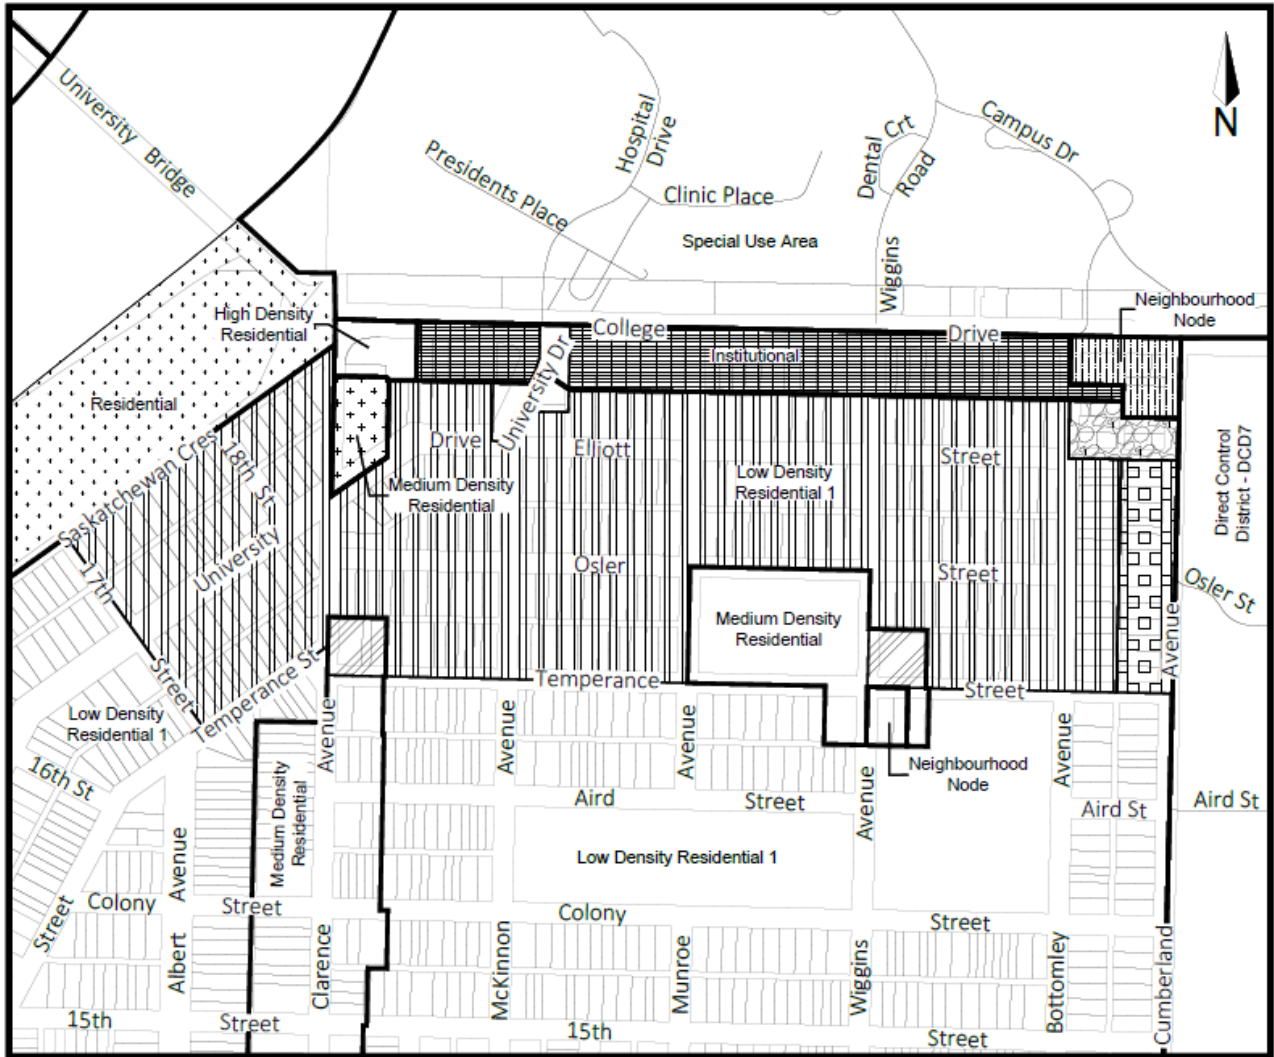 University Bridge
Hospital
Drive
Presidents Place
Clinic Place
Dental Crt
Wiggins Road
Campus Dr
N
Special Use Area
High Density
Residential
Neighbourhood
Node
College Drive
Institutional
University Dr
Residential
Saskatchewan Cres
18th St
Drive
Elliott Street
Medium Density
Residential
Low Density
Residential 1
Direct Control
District - DCD7
University
17th Street
Osler Street
Osler St
Medium Density
Residential
Temperance St
Temperance Street
Low Density
Residential 1
16th St
Avenue
Avenue
Avenue
Avenue
Avenue
Avenue
Neighbourhood
Node
Medium Density
Residential
Aird Street
Aird St
Aird St
Low Density Residential 1
Avenue
Street
Colony Street
Colony Street
Albert
Clarence
McKinnon
Munroe
Wiggins
Bottomley
Cumberland
15th Street
15th Street